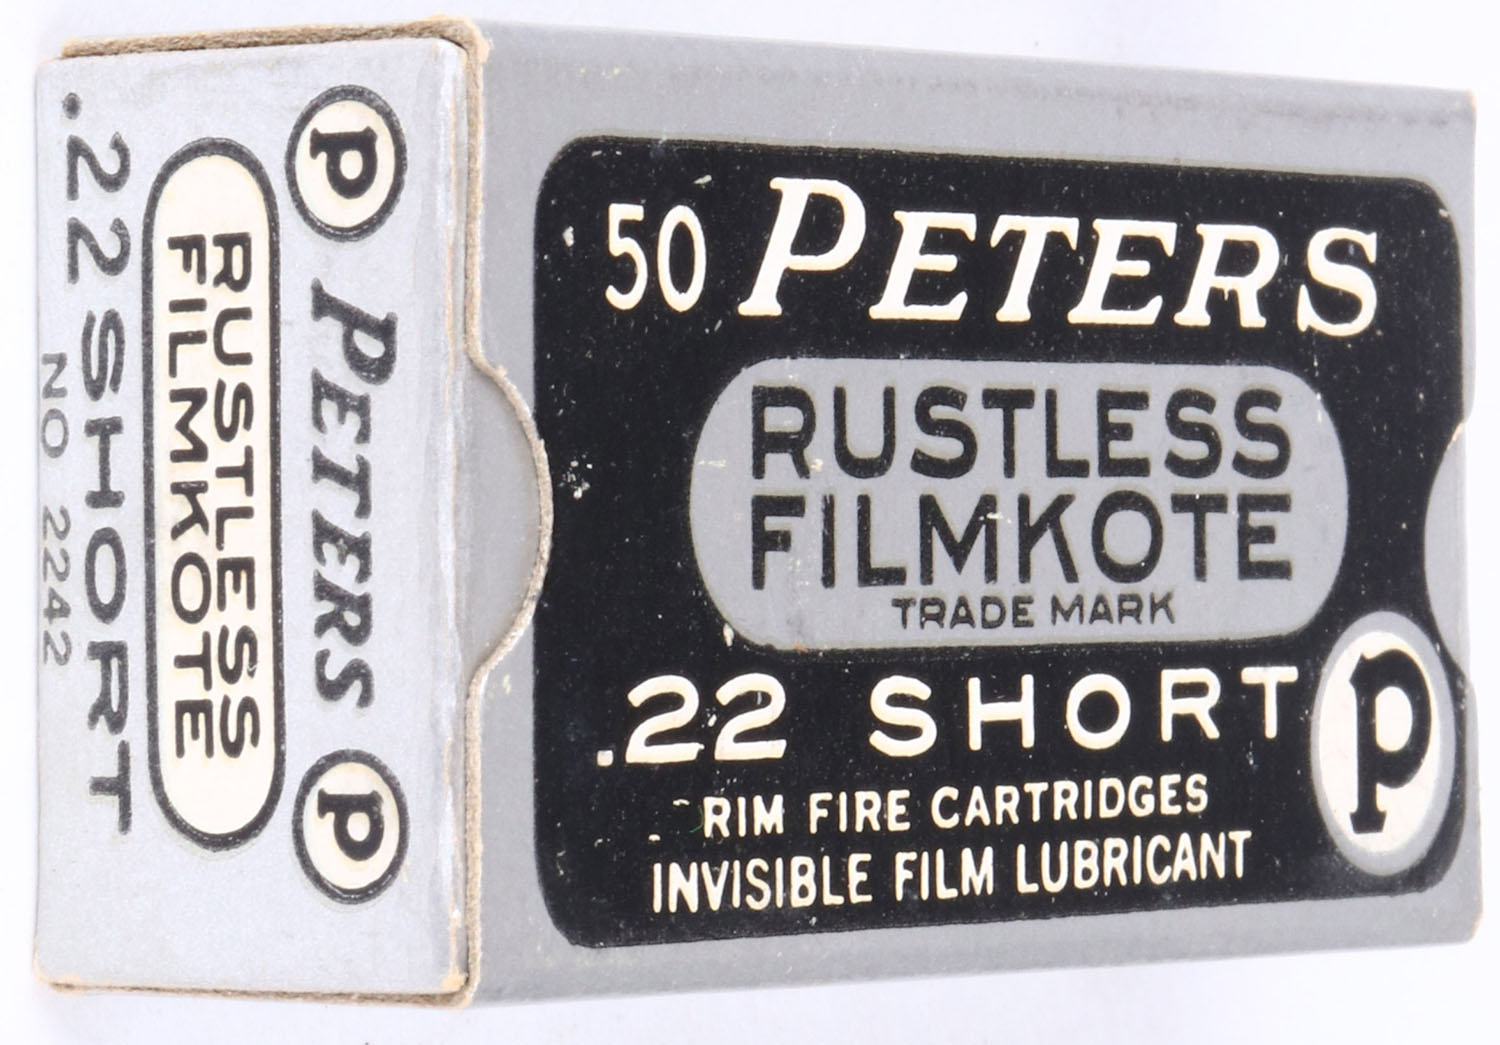 50 PETERS
RUSTLESS
FILMKOTE
TRADE MARK
.22 SHORT
P
RIM FIRE CARTRIDGES
INVISIBLE FILM LUBRICANT
P PETERS P
RUSTLESS
FILMKOTE
.22 SHORT
NO 2242